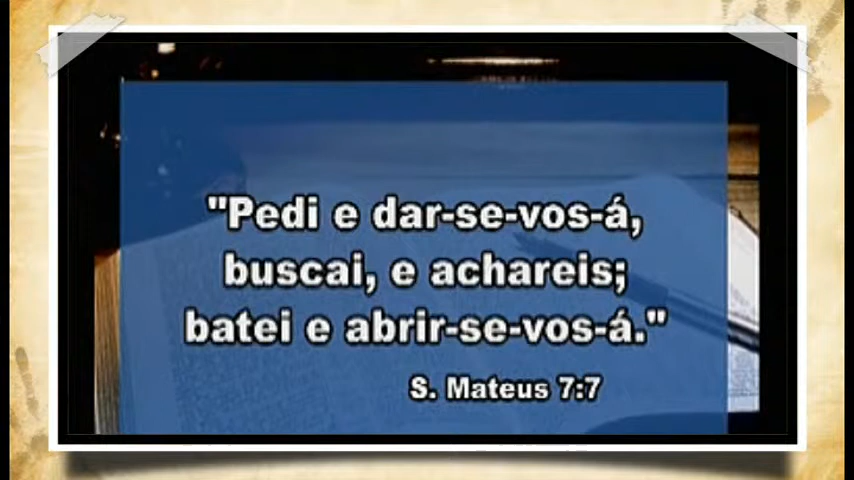 "Pedi e dar-se-vos-á,
buscai, e achareis;
batei e abrir-se-vos-á."
S. Mateus 7:7